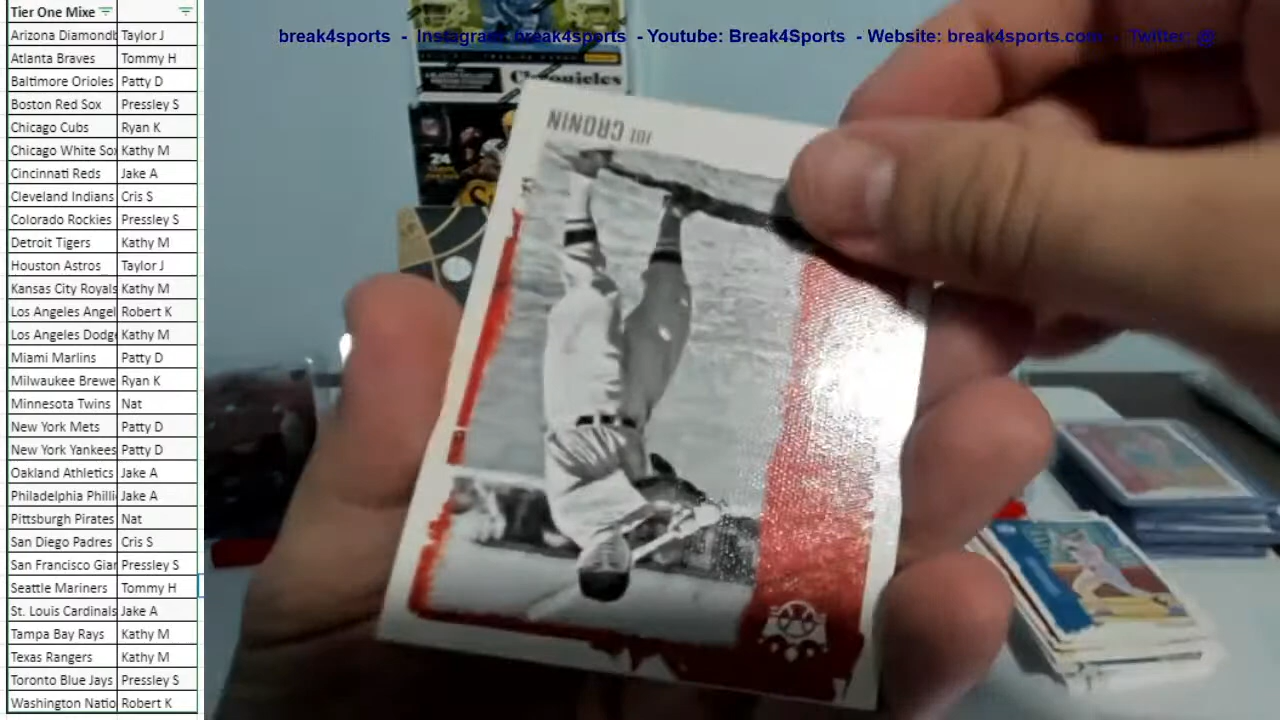 Tier One Mixe
Arizona Diamondb Taylor J
Atlanta Braves Tommy H
Baltimore Orioles Patty D
Boston Red Sox Pressley S
Chicago Cubs Ryan K
Chicago White Sox Kathy M
Cincinnati Reds Jake A
Cleveland Indians Cris S
Colorado Rockies Pressley S
Detroit Tigers Kathy M
Houston Astros Taylor J
Kansas City Royals Kathy M
Los Angeles Angel Robert K
Los Angeles Dodge Kathy M
Miami Marlins Patty D
Milwaukee Brewe Ryan K
Minnesota Twins Nat
New York Mets Patty D
New York Yankees Patty D
Oakland Athletics Jake A
Philadelphia Philli Jake A
Pittsburgh Pirates Nat
San Diego Padres Cris S
San Francisco Gian Pressley S
Seattle Mariners Tommy H
St. Louis Cardinals Jake A
Tampa Bay Rays Kathy M
Texas Rangers Kathy M
Toronto Blue Jays Pressley S
Washington Natio Robert K
break4sports - Instagram: break4sports - Youtube: Break4Sports - Website: break4sports.com - Twitter: @
Chronicles
24
JOE CRONIN